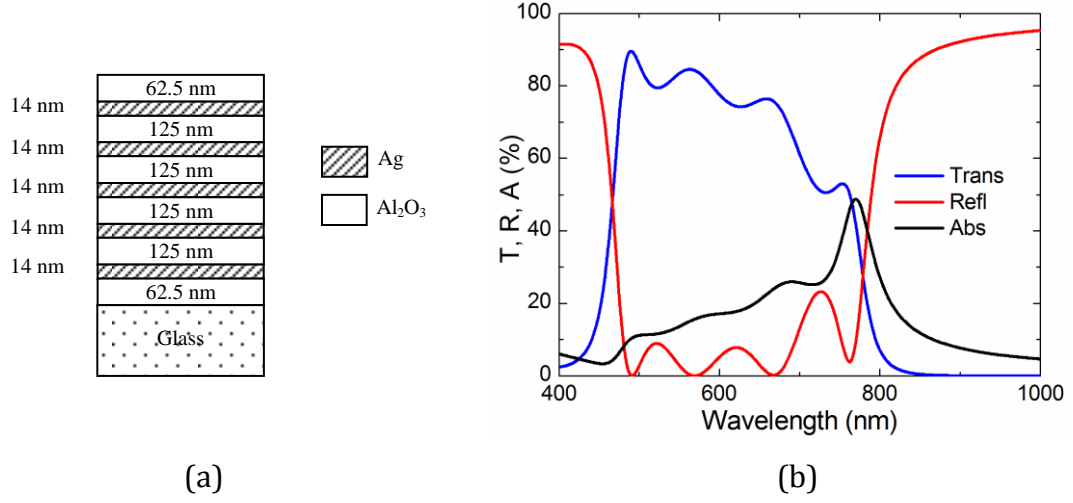 62.5 nm
14 nm
125 nm
14 nm
125 nm
14 nm
125 nm
14 nm
125 nm
14 nm
62.5 nm
Glass
Ag
Al₂O₃
(a)
T, R, A (%)
100
80
60
40
20
0
Trans
Refl
Abs
400 600 800 1000
Wavelength (nm)
(b)